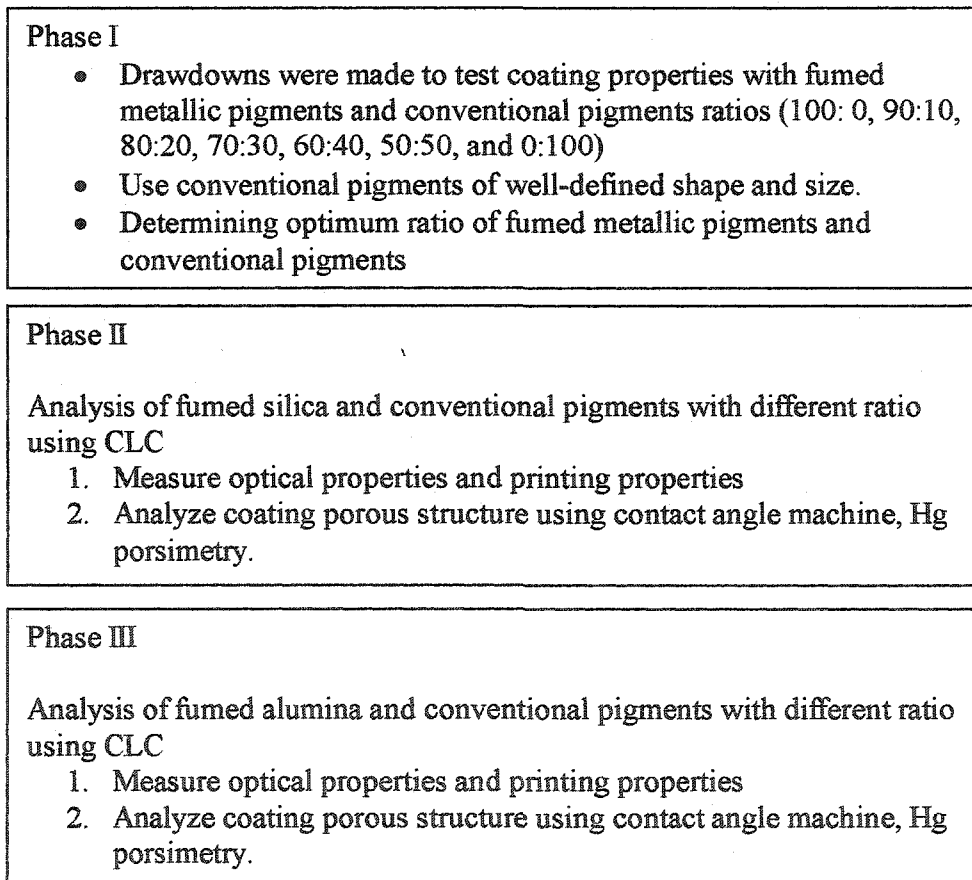 Phase I
• Drawdowns were made to test coating properties with fumed
metallic pigments and conventional pigments ratios (100: 0, 90:10,
80:20, 70:30, 60:40, 50:50, and 0:100)
• Use conventional pigments of well-defined shape and size.
• Determining optimum ratio of fumed metallic pigments and
conventional pigments
Phase II
Analysis of fumed silica and conventional pigments with different ratio
using CLC
1. Measure optical properties and printing properties
2. Analyze coating porous structure using contact angle machine, Hg
porsimetry.
Phase III
Analysis of fumed alumina and conventional pigments with different ratio
using CLC
1. Measure optical properties and printing properties
2. Analyze coating porous structure using contact angle machine, Hg
porsimetry.